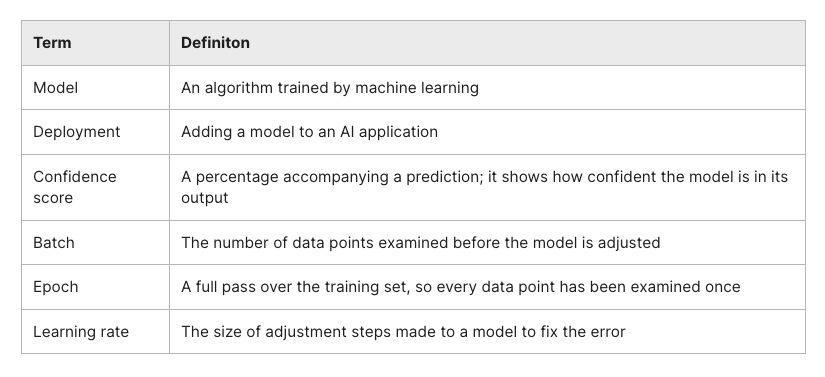 Term Definiton
Model An algorithm trained by machine learning
Deployment Adding a model to an AI application
Confidence A percentage accompanying a prediction; it shows how confident the model is in its
score output
Batch The number of data points examined before the model is adjusted
Epoch A full pass over the training set, so every data point has been examined once
Learning rate The size of adjustment steps made to a model to fix the error